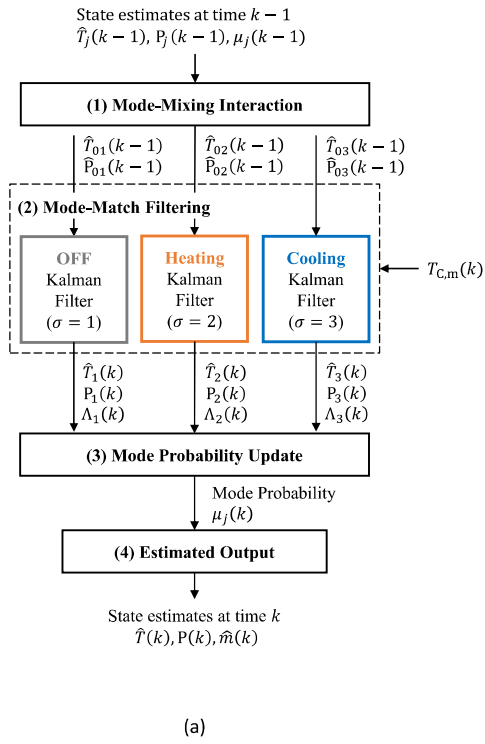 State estimates at time k − 1
T̂ⱼ(k − 1), Pⱼ(k − 1), μⱼ(k − 1)
(1) Mode-Mixing Interaction
T̂₀₁(k − 1) T̂₀₂(k − 1) T̂₀₃(k − 1)
P̂₀₁(k − 1) P̂₀₂(k − 1) P̂₀₃(k − 1)
(2) Mode-Match Filtering
OFF Heating Cooling
Kalman Kalman Kalman
Filter Filter Filter
(σ = 1) (σ = 2) (σ = 3)
T_C,m(k)
T̂₁(k) T̂₂(k) T̂₃(k)
P₁(k) P₂(k) P₃(k)
Λ₁(k) Λ₂(k) Λ₃(k)
(3) Mode Probability Update
Mode Probability
μⱼ(k)
(4) Estimated Output
State estimates at time k
T̂(k), P(k), m̂(k)
(a)